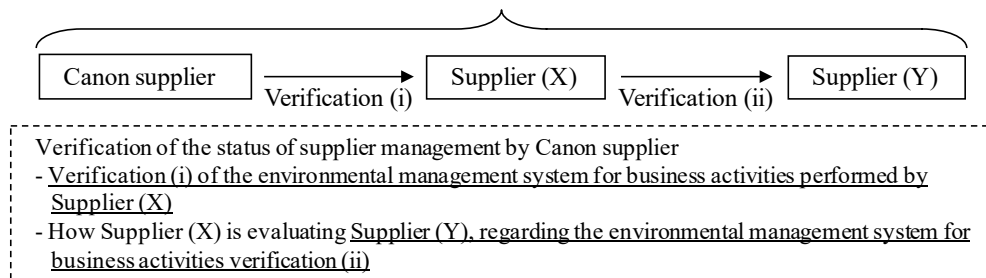 Canon supplier
Supplier (X)
Supplier (Y)
Verification (i)
Verification (ii)
Verification of the status of supplier management by Canon supplier
- Verification (i) of the environmental management system for business activities performed by
Supplier (X)
- How Supplier (X) is evaluating Supplier (Y), regarding the environmental management system for
business activities verification (ii)